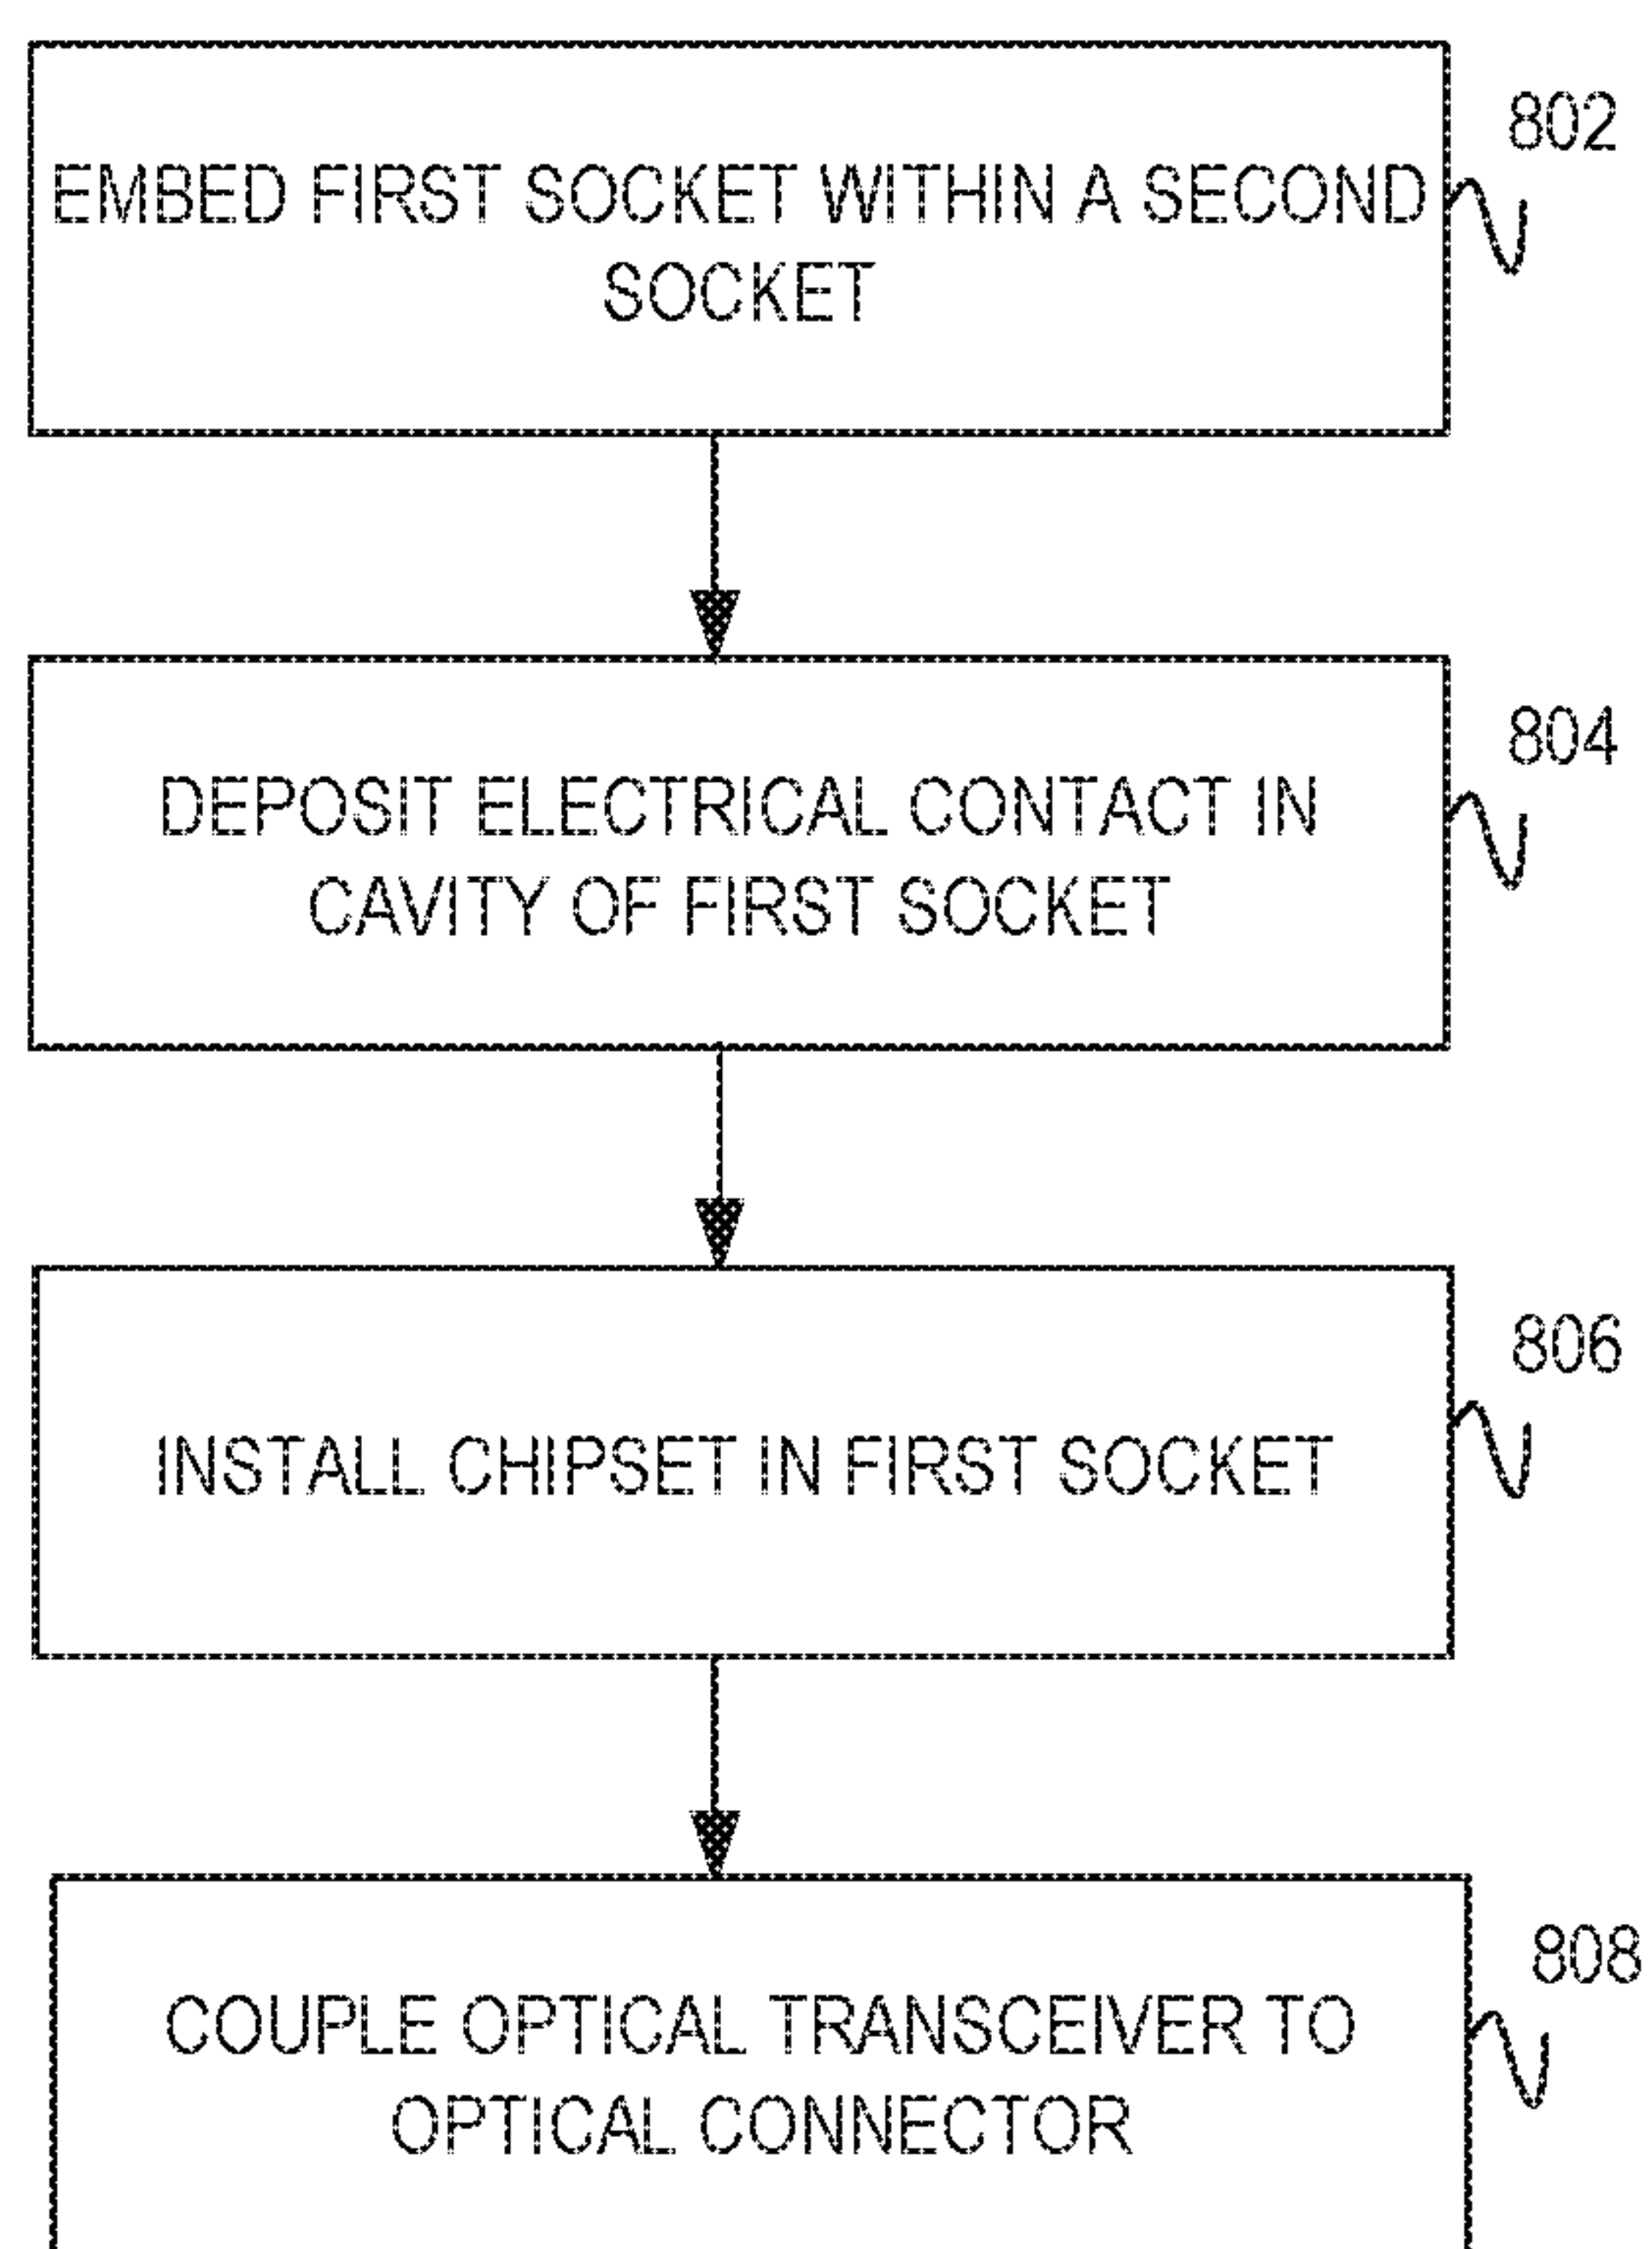 802
EMBED FIRST SOCKET WITHIN A SECOND
SOCKET
804
DEPOSIT ELECTRICAL CONTACT IN
CAVITY OF FIRST SOCKET
806
INSTALL CHIPSET IN FIRST SOCKET
808
COUPLE OPTICAL TRANSCEIVER TO
OPTICAL CONNECTOR